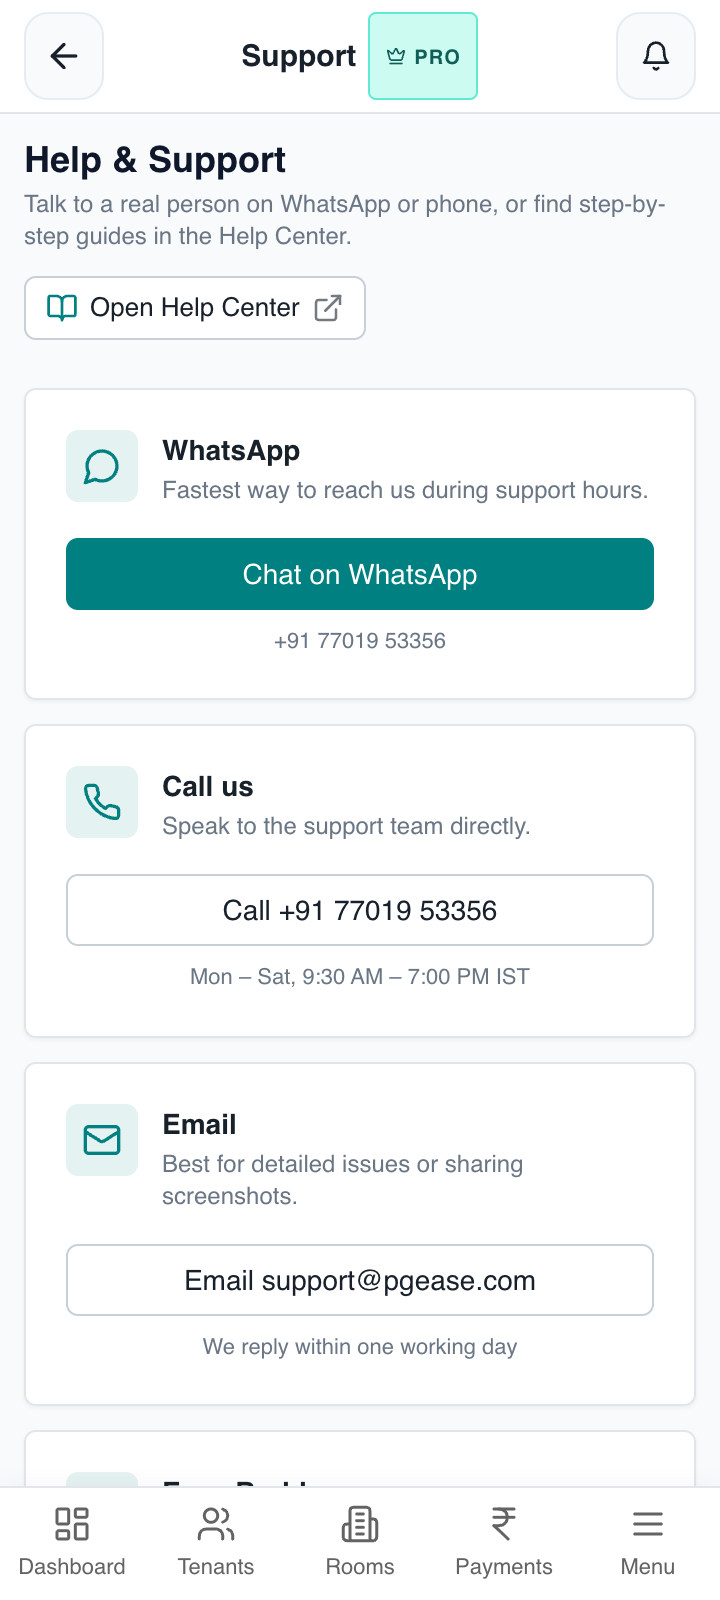 Support
PRO
Help & Support
Talk to a real person on WhatsApp or phone, or find step-by-
step guides in the Help Center.
Open Help Center
WhatsApp
Fastest way to reach us during support hours.
Chat on WhatsApp
+91 77019 53356
Call us
Speak to the support team directly.
Call +91 77019 53356
Mon – Sat, 9:30 AM – 7:00 PM IST
Email
Best for detailed issues or sharing
screenshots.
Email support@pgease.com
We reply within one working day
Dashboard
Tenants
Rooms
Payments
Menu